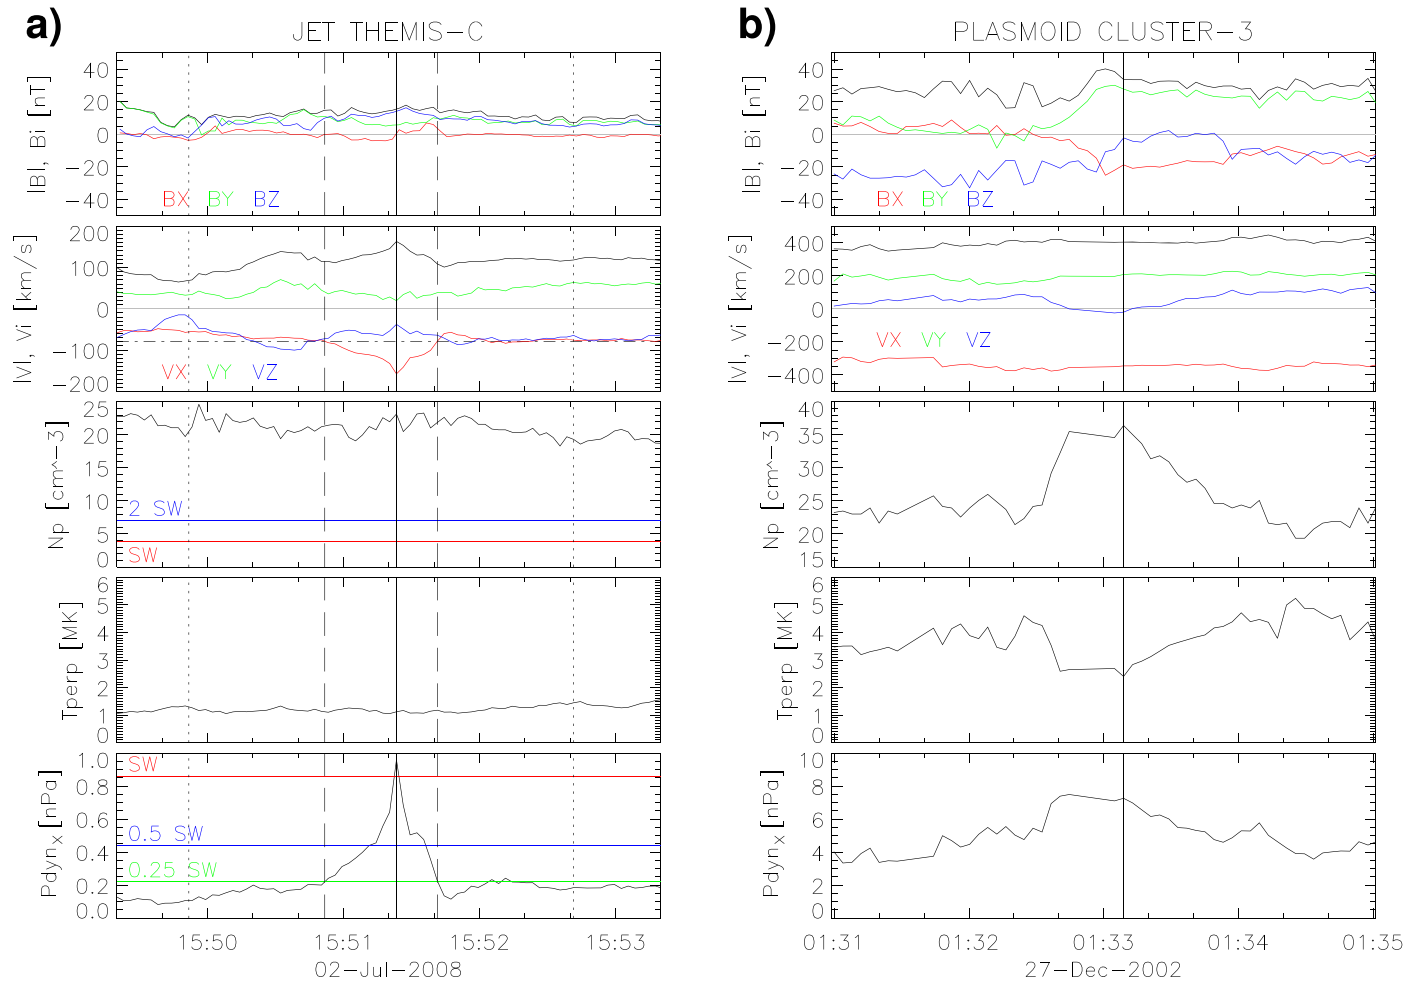 a)
JET THEMIS-C
|B|, Bi [nT]
40
20
0
-20
-40
BX BY BZ
|V|, Vi [km/s]
200
100
0
-100
-200
VX VY VZ
Np [cm^-3]
25
20
15
10
5
0
2 SW
SW
Tperp [MK]
6
5
4
3
2
1
0
PdynX [nPa]
1.0
0.8
0.6
0.4
0.2
0.0
SW
0.5 SW
0.25 SW
15:50 15:51 15:52 15:53
02-Jul-2008
b)
PLASMOID CLUSTER-3
|B|, Bi [nT]
40
20
0
-20
-40
BX BY BZ
|V|, Vi [km/s]
400
200
0
-200
-400
VX VY VZ
Np [cm^-3]
40
35
30
25
20
15
Tperp [MK]
6
5
4
3
2
1
0
PdynX [nPa]
10
8
6
4
2
0
01:31 01:32 01:33 01:34 01:35
27-Dec-2002